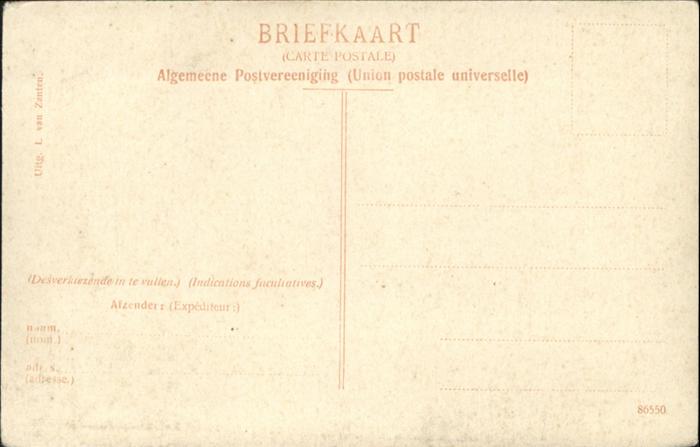 BRIEFKAART
(CARTE POSTALE)
Algemeene Postvereeniging (Union postale universelle)
Uitg. I. van Zanten.
(Desverkiezende in te vullen.) (Indications facultatives.)
Afzender: (Expéditeur:)
naam,
(nom.)
adres,
(adresse.)
86550